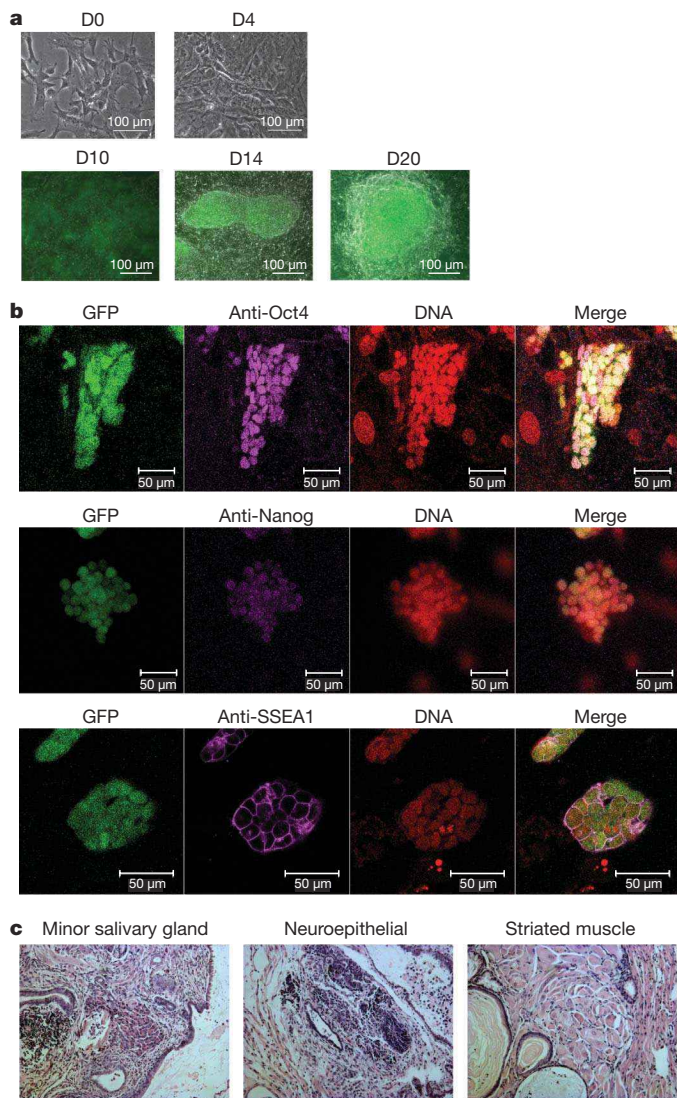 a
D0 D4
100 µm 100 µm
D10 D14 D20
100 µm 100 µm 100 µm
b
GFP Anti-Oct4 DNA Merge
50 µm 50 µm 50 µm 50 µm
GFP Anti-Nanog DNA Merge
50 µm 50 µm 50 µm 50 µm
GFP Anti-SSEA1 DNA Merge
50 µm 50 µm 50 µm 50 µm
c
Minor salivary gland Neuroepithelial Striated muscle